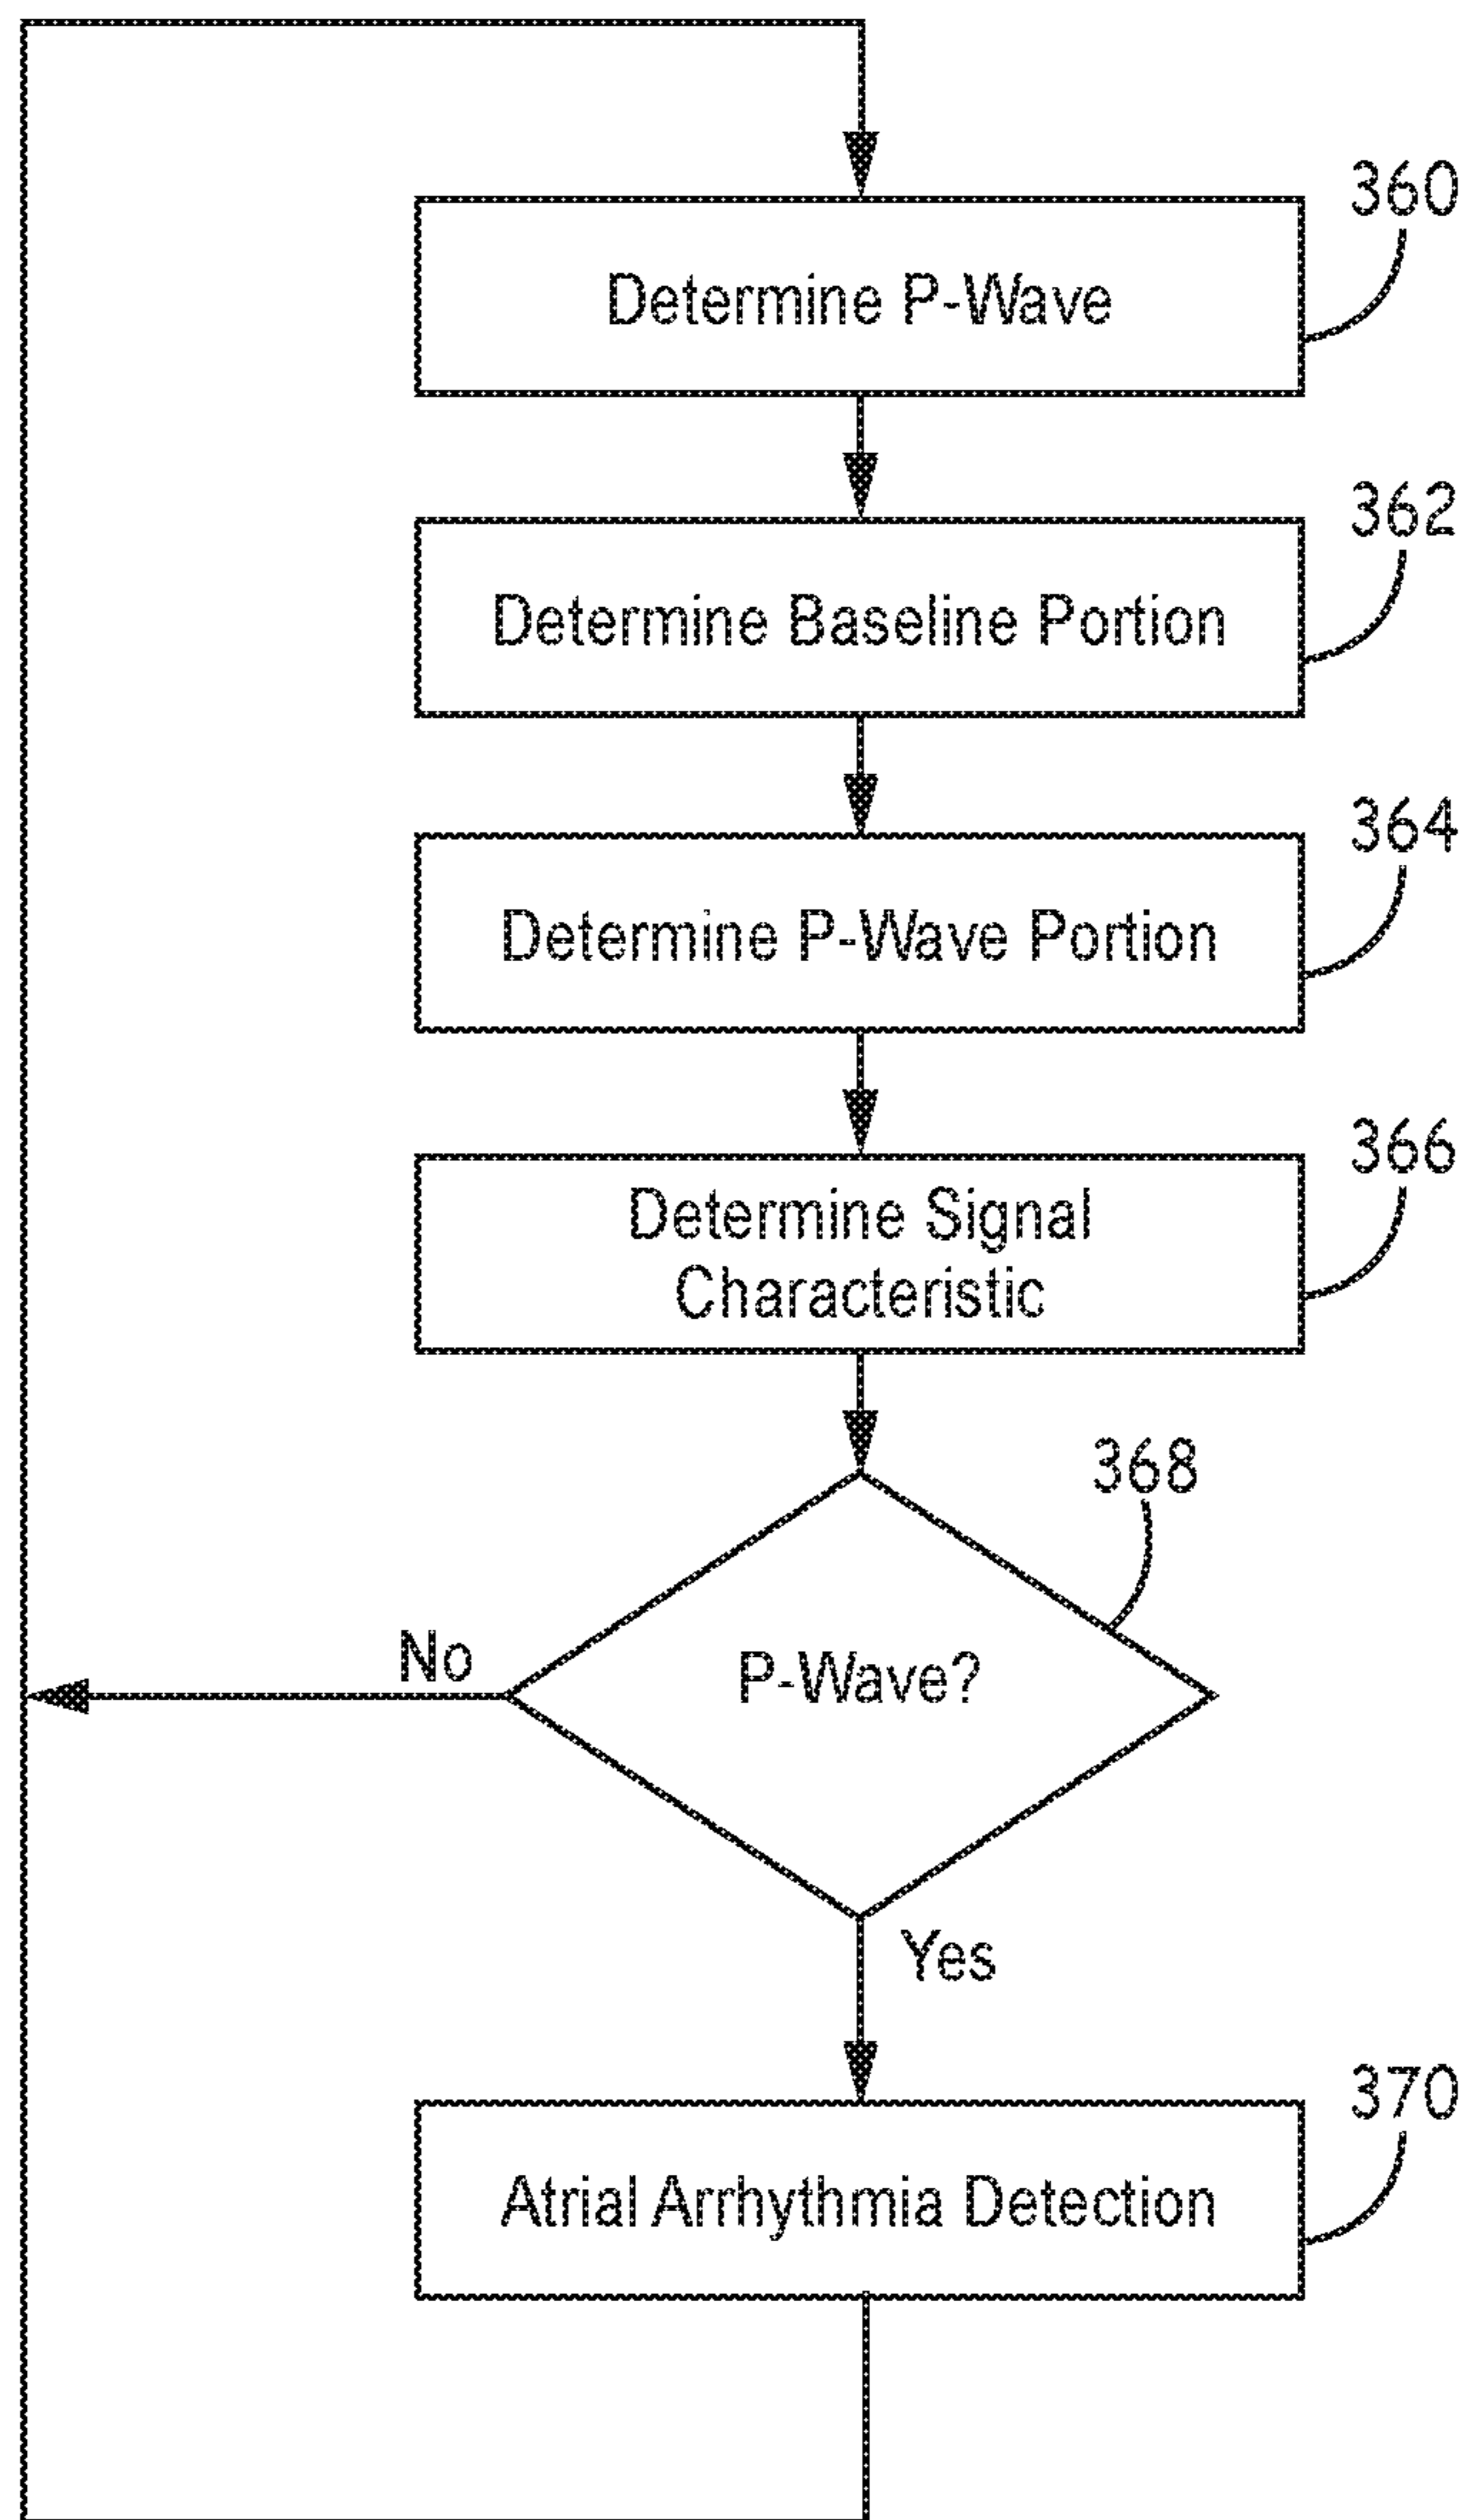 360
Determine P-Wave
362
Determine Baseline Portion
364
Determine P-Wave Portion
366
Determine Signal
Characteristic
368
P-Wave?
No
Yes
370
Atrial Arrhythmia Detection